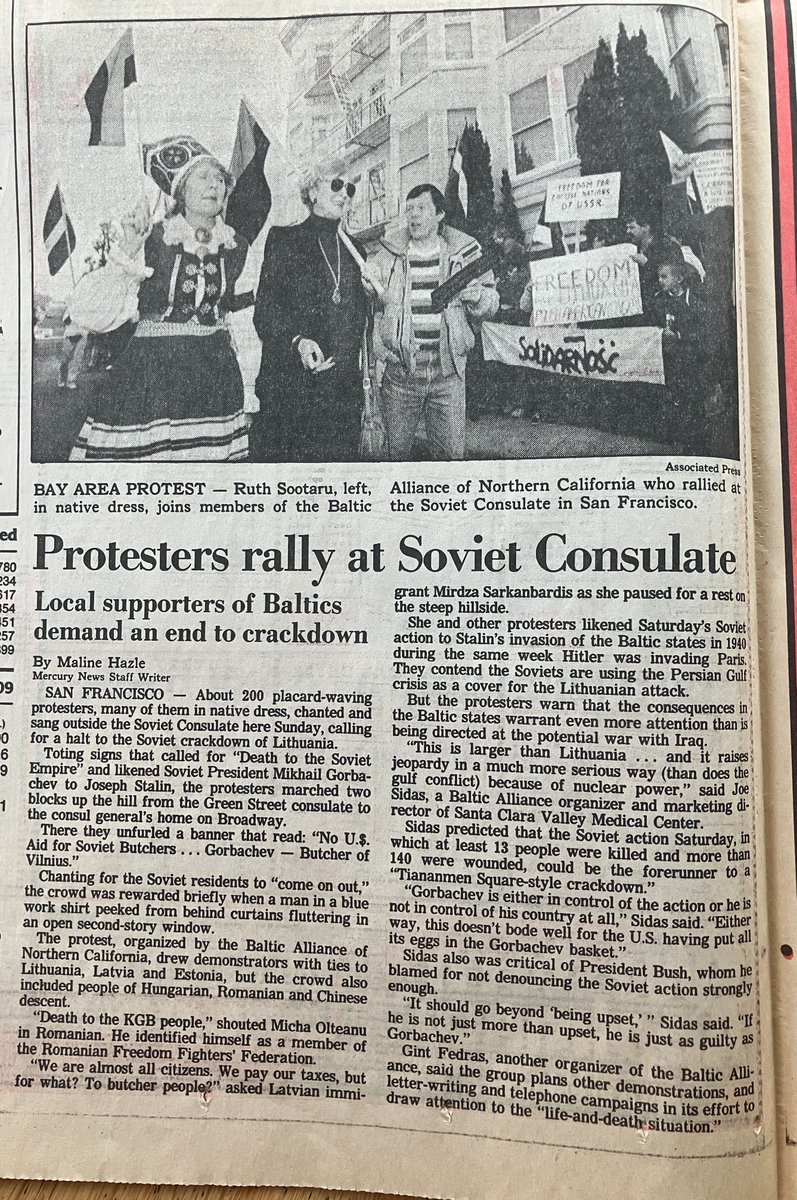 FREEDOM FOR
CAPTIVE NATIONS
OF USSR
FREEDOM
SOLIDARNOŚĆ
Associated Press
BAY AREA PROTEST — Ruth Sootaru, left,
in native dress, joins members of the Baltic
Alliance of Northern California who rallied at
the Soviet Consulate in San Francisco.
Protesters rally at Soviet Consulate
Local supporters of Baltics
demand an end to crackdown
By Maline Hazle
Mercury News Staff Writer
SAN FRANCISCO — About 200 placard-waving
protesters, many of them in native dress, chanted and
sang outside the Soviet Consulate here Sunday, calling
for a halt to the Soviet crackdown of Lithuania.
Toting signs that called for "Death to the Soviet
Empire" and likened Soviet President Mikhail Gorba-
chev to Joseph Stalin, the protesters marched two
blocks up the hill from the Green Street consulate to
the consul general's home on Broadway.
There they unfurled a banner that read: "No U.$.
Aid for Soviet Butchers . . . Gorbachev — Butcher of
Vilnius."
Chanting for the Soviet residents to "come on out,"
the crowd was rewarded briefly when a man in a blue
work shirt peeked from behind curtains fluttering in
an open second-story window.
The protest, organized by the Baltic Alliance of
Northern California, drew demonstrators with ties to
Lithuania, Latvia and Estonia, but the crowd also
included people of Hungarian, Romanian and Chinese
descent.
"Death to the KGB people," shouted Micha Olteanu
in Romanian. He identified himself as a member of
the Romanian Freedom Fighters' Federation.
"We are almost all citizens. We pay our taxes, but
for what? To butcher people?" asked Latvian immi-
grant Mirdza Sarkanbardis as she paused for a rest on
the steep hillside.
She and other protesters likened Saturday's Soviet
action to Stalin's invasion of the Baltic states in 1940
during the same week Hitler was invading Paris.
They contend the Soviets are using the Persian Gulf
crisis as a cover for the Lithuanian attack.
But the protesters warn that the consequences in
the Baltic states warrant even more attention than is
being directed at the potential war with Iraq.
"This is larger than Lithuania . . . and it raises
jeopardy in a much more serious way (than does the
gulf conflict) because of nuclear power," said Joe
Sidas, a Baltic Alliance organizer and marketing di-
rector of Santa Clara Valley Medical Center.
Sidas predicted that the Soviet action Saturday, in
which at least 13 people were killed and more than
140 were wounded, could be the forerunner to a
"Tiananmen Square-style crackdown."
"Gorbachev is either in control of the action or he is
not in control of his country at all," Sidas said. "Either
way, this doesn't bode well for the U.S. having put all
its eggs in the Gorbachev basket."
Sidas also was critical of President Bush, whom he
blamed for not denouncing the Soviet action strongly
enough.
"It should go beyond 'being upset,' " Sidas said. "If
he is not just more than upset, he is just as guilty as
Gorbachev."
Gint Fedras, another organizer of the Baltic Alli-
ance, said the group plans other demonstrations, and
letter-writing and telephone campaigns in its effort to
draw attention to the "life-and-death situation."